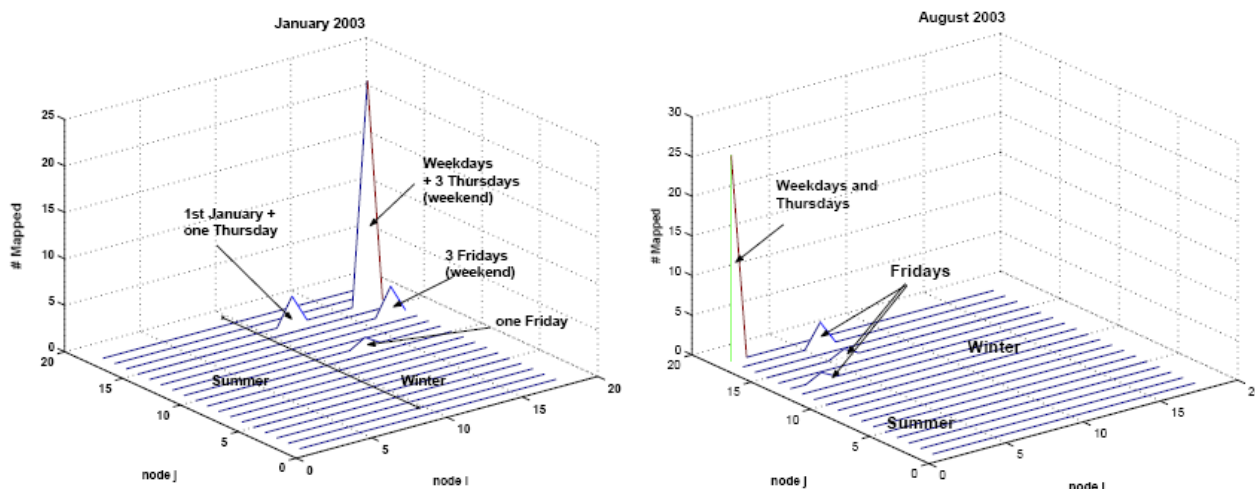 January 2003
# Mapped
25
20
15
10
5
0
20
15
10
5
0
0
5
10
15
20
node j
node i
1st January +
one Thursday
Weekdays
+ 3 Thursdays
(weekend)
3 Fridays
(weekend)
one Friday
Summer
Winter
August 2003
# Mapped
30
25
20
15
10
5
0
20
15
10
5
0
0
5
10
15
2
node j
node i
Weekdays and
Thursdays
Fridays
Winter
Summer